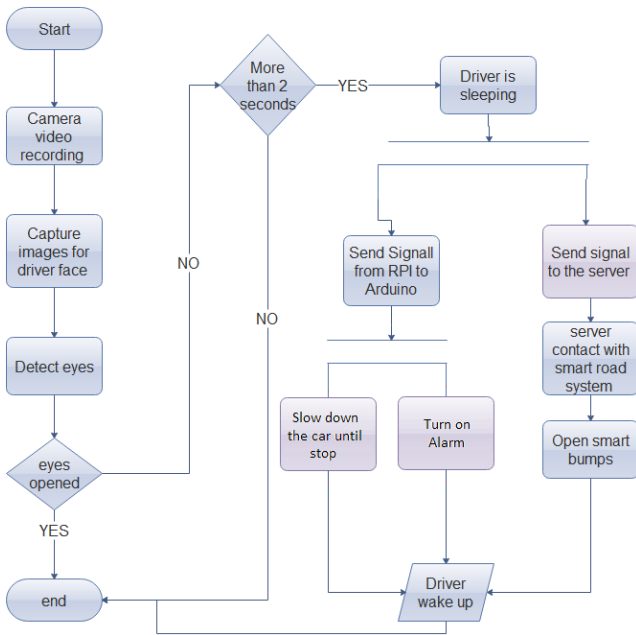 Start
Camera
video
recording
Capture
images for
driver face
Detect eyes
eyes
opened
YES
end
NO
More
than 2
seconds
YES
NO
Driver is
sleeping
Send Signall
from RPI to
Arduino
Slow down
the car until
stop
Turn on
Alarm
Send signal
to the server
server
contact with
smart road
system
Open smart
bumps
Driver
wake up